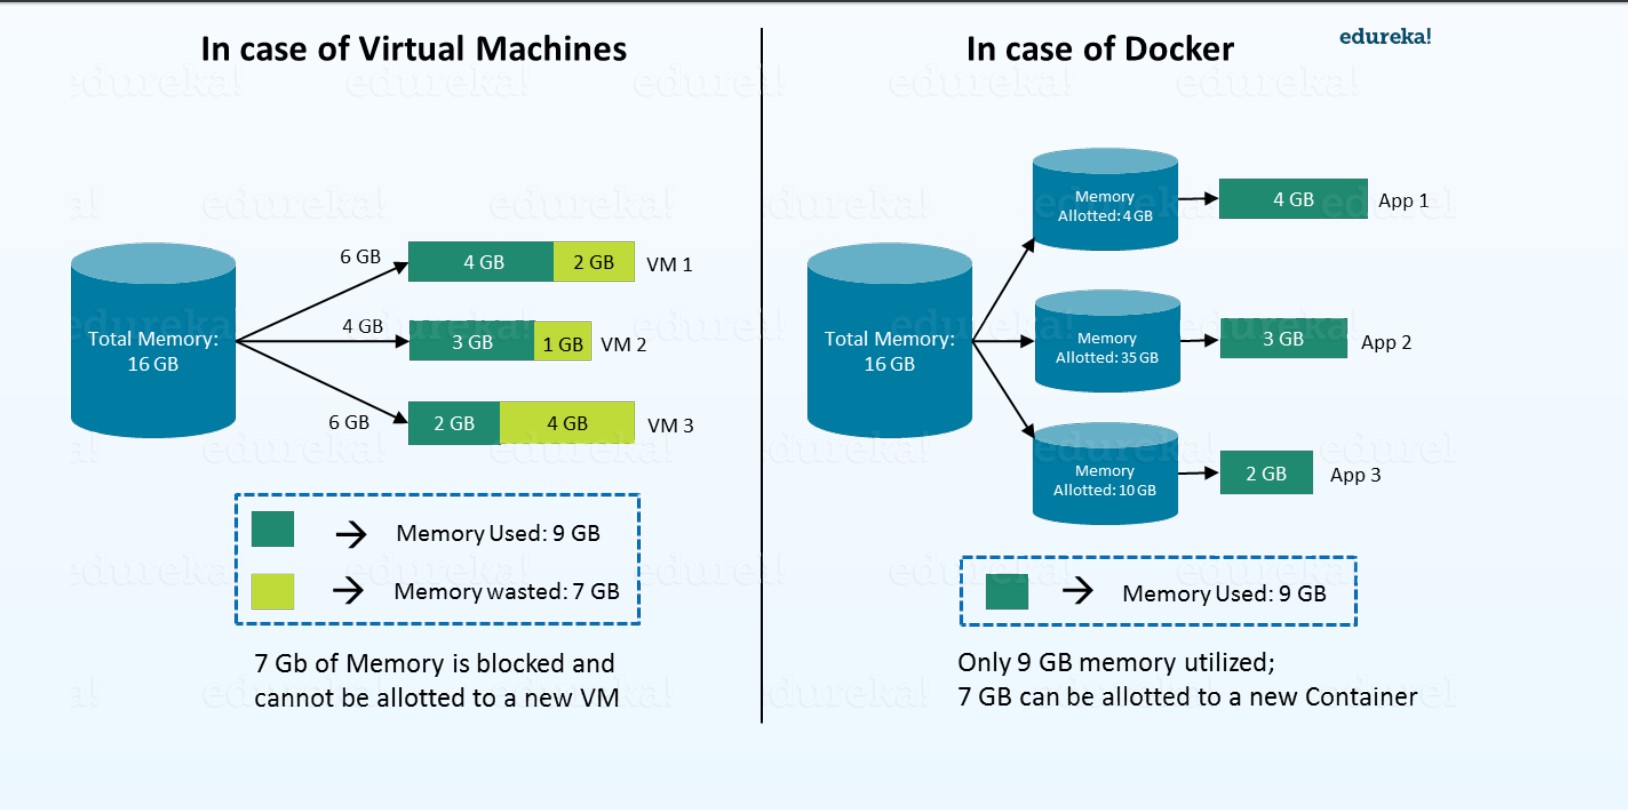 In case of Virtual Machines
Total Memory:
16 GB
6 GB
4 GB
2 GB
VM 1
4 GB
3 GB
1 GB
VM 2
6 GB
2 GB
4 GB
VM 3
Memory Used: 9 GB
Memory wasted: 7 GB
7 Gb of Memory is blocked and
cannot be allotted to a new VM
In case of Docker
edureka!
Total Memory:
16 GB
Memory
Allotted: 4 GB
4 GB
App 1
Memory
Allotted: 35 GB
3 GB
App 2
Memory
Allotted: 10 GB
2 GB
App 3
Memory Used: 9 GB
Only 9 GB memory utilized;
7 GB can be allotted to a new Container